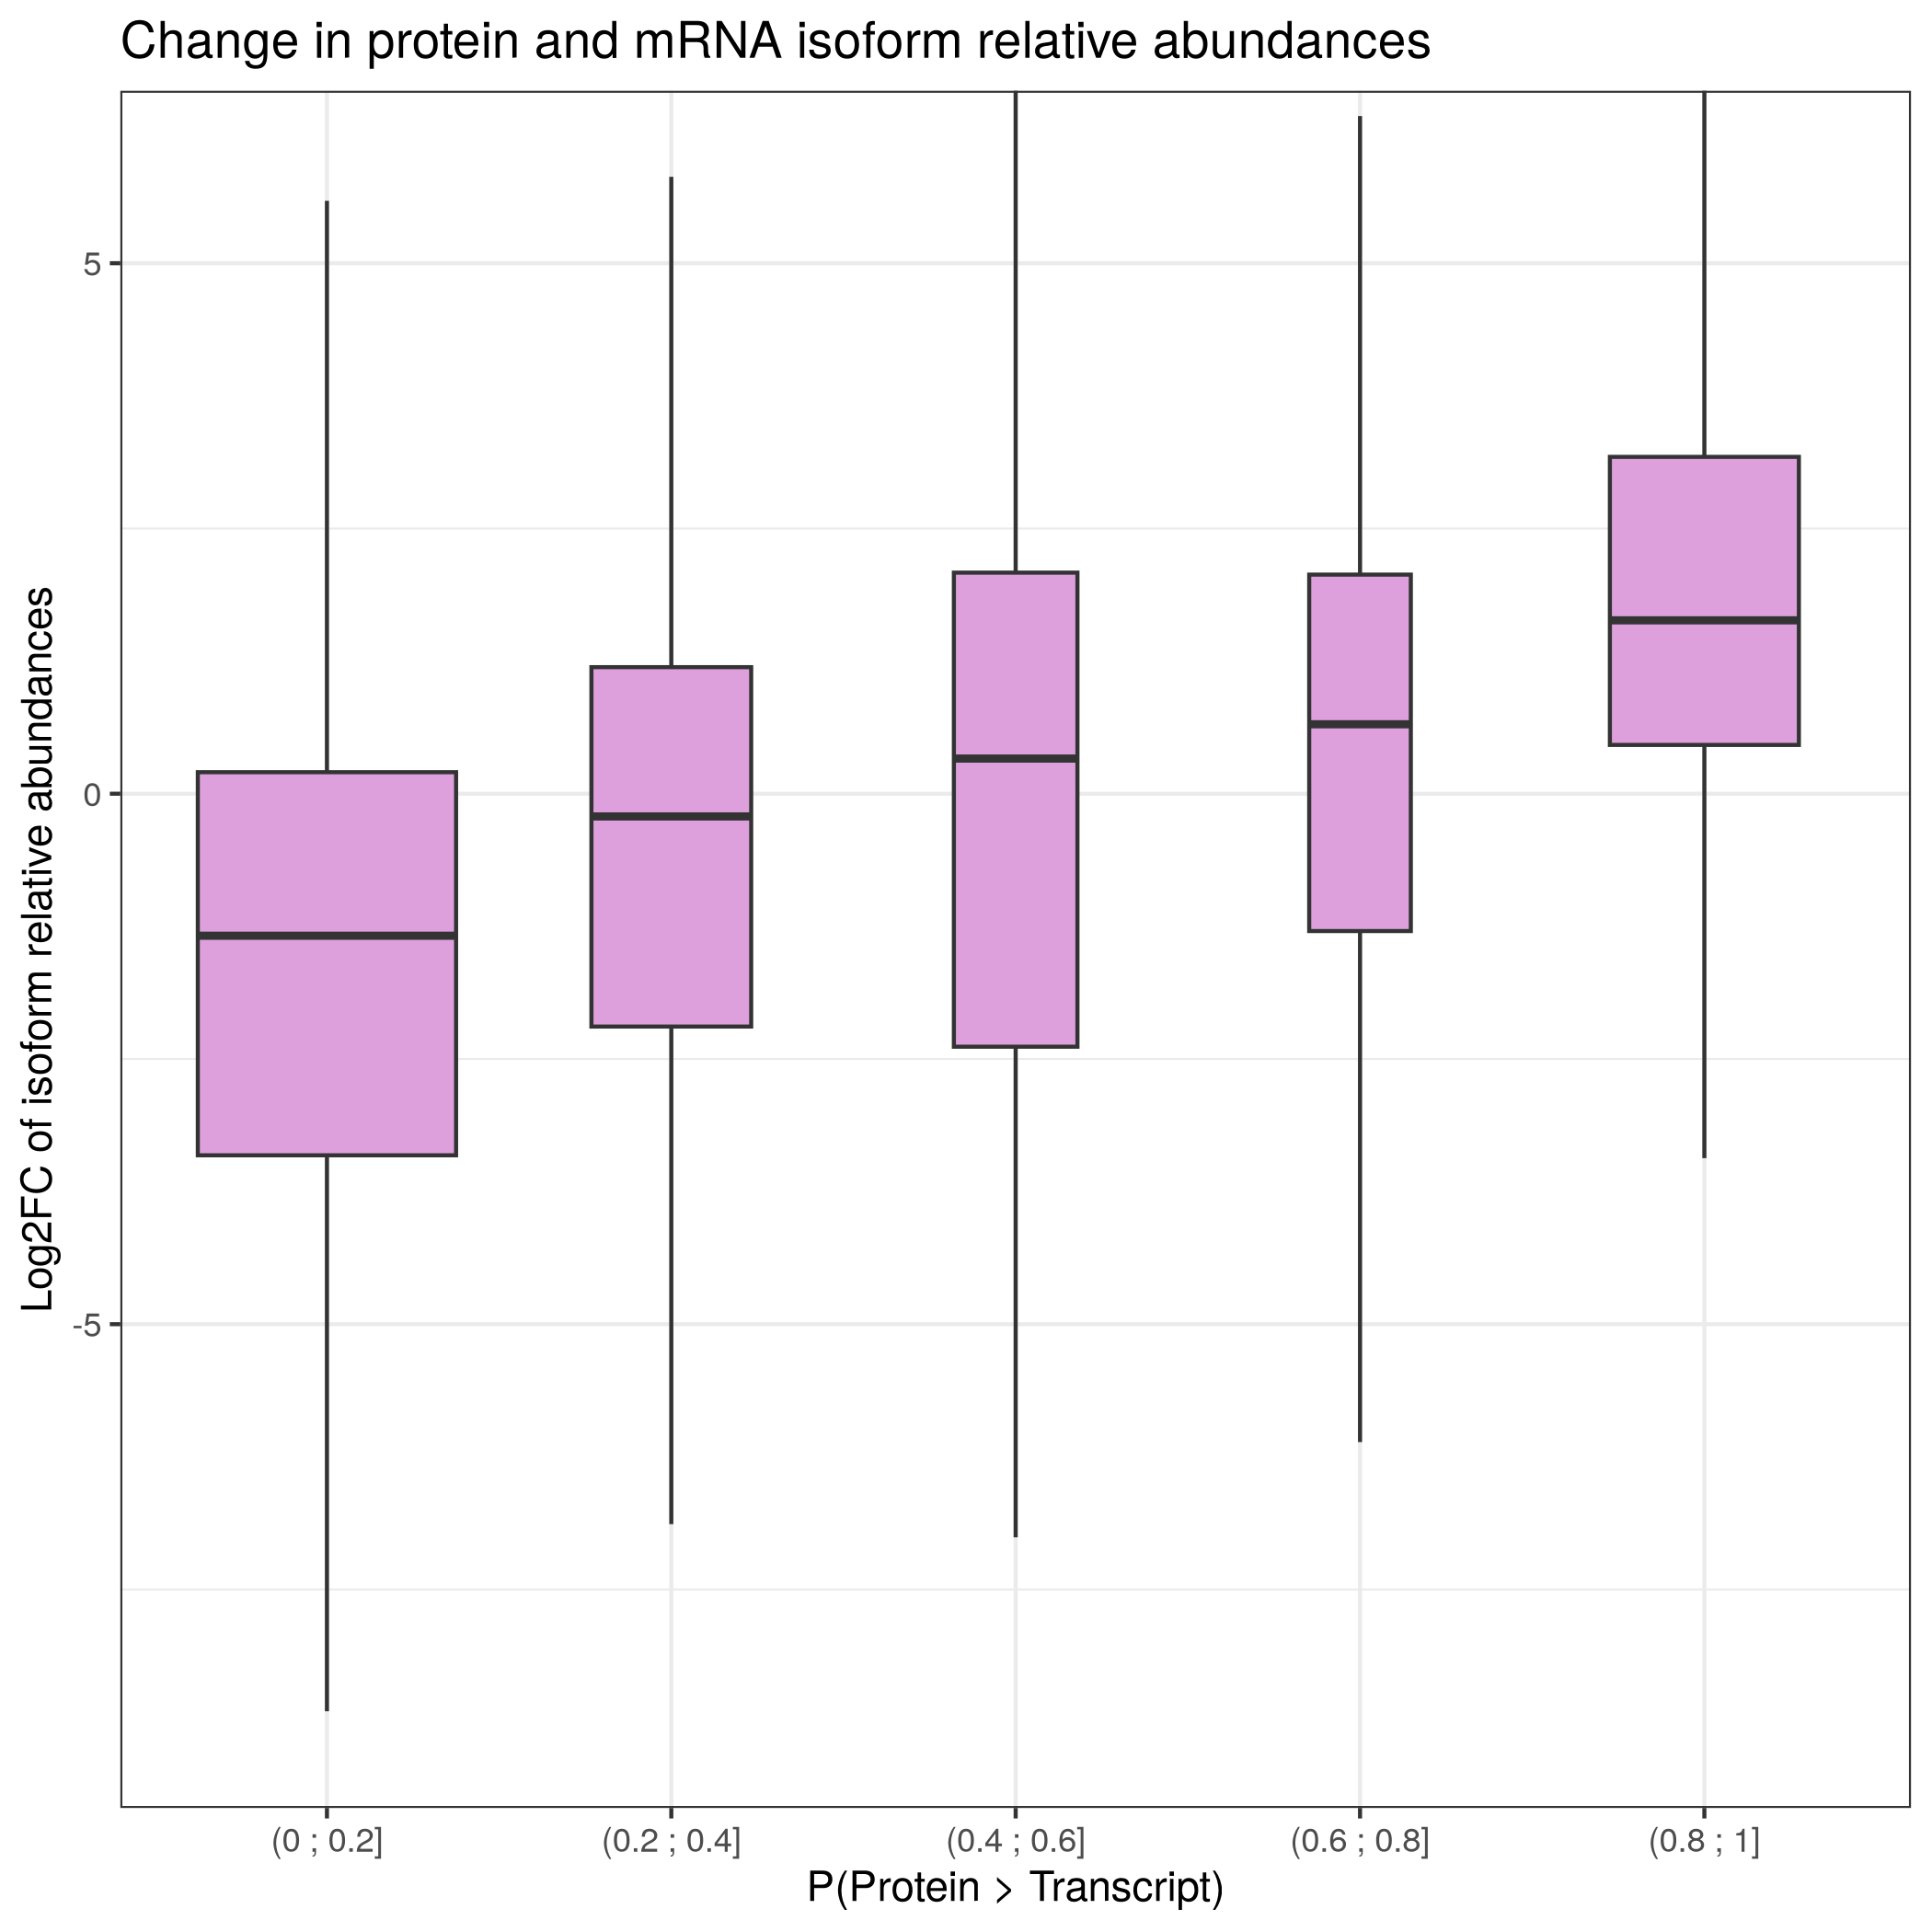 Change in protein and mRNA isoform relative abundances
Log2FC of isoform relative abundances
5
0
-5
(0 ; 0.2]
(0.2 ; 0.4]
(0.4 ; 0.6]
(0.6 ; 0.8]
(0.8 ; 1]
P(Protein > Transcript)